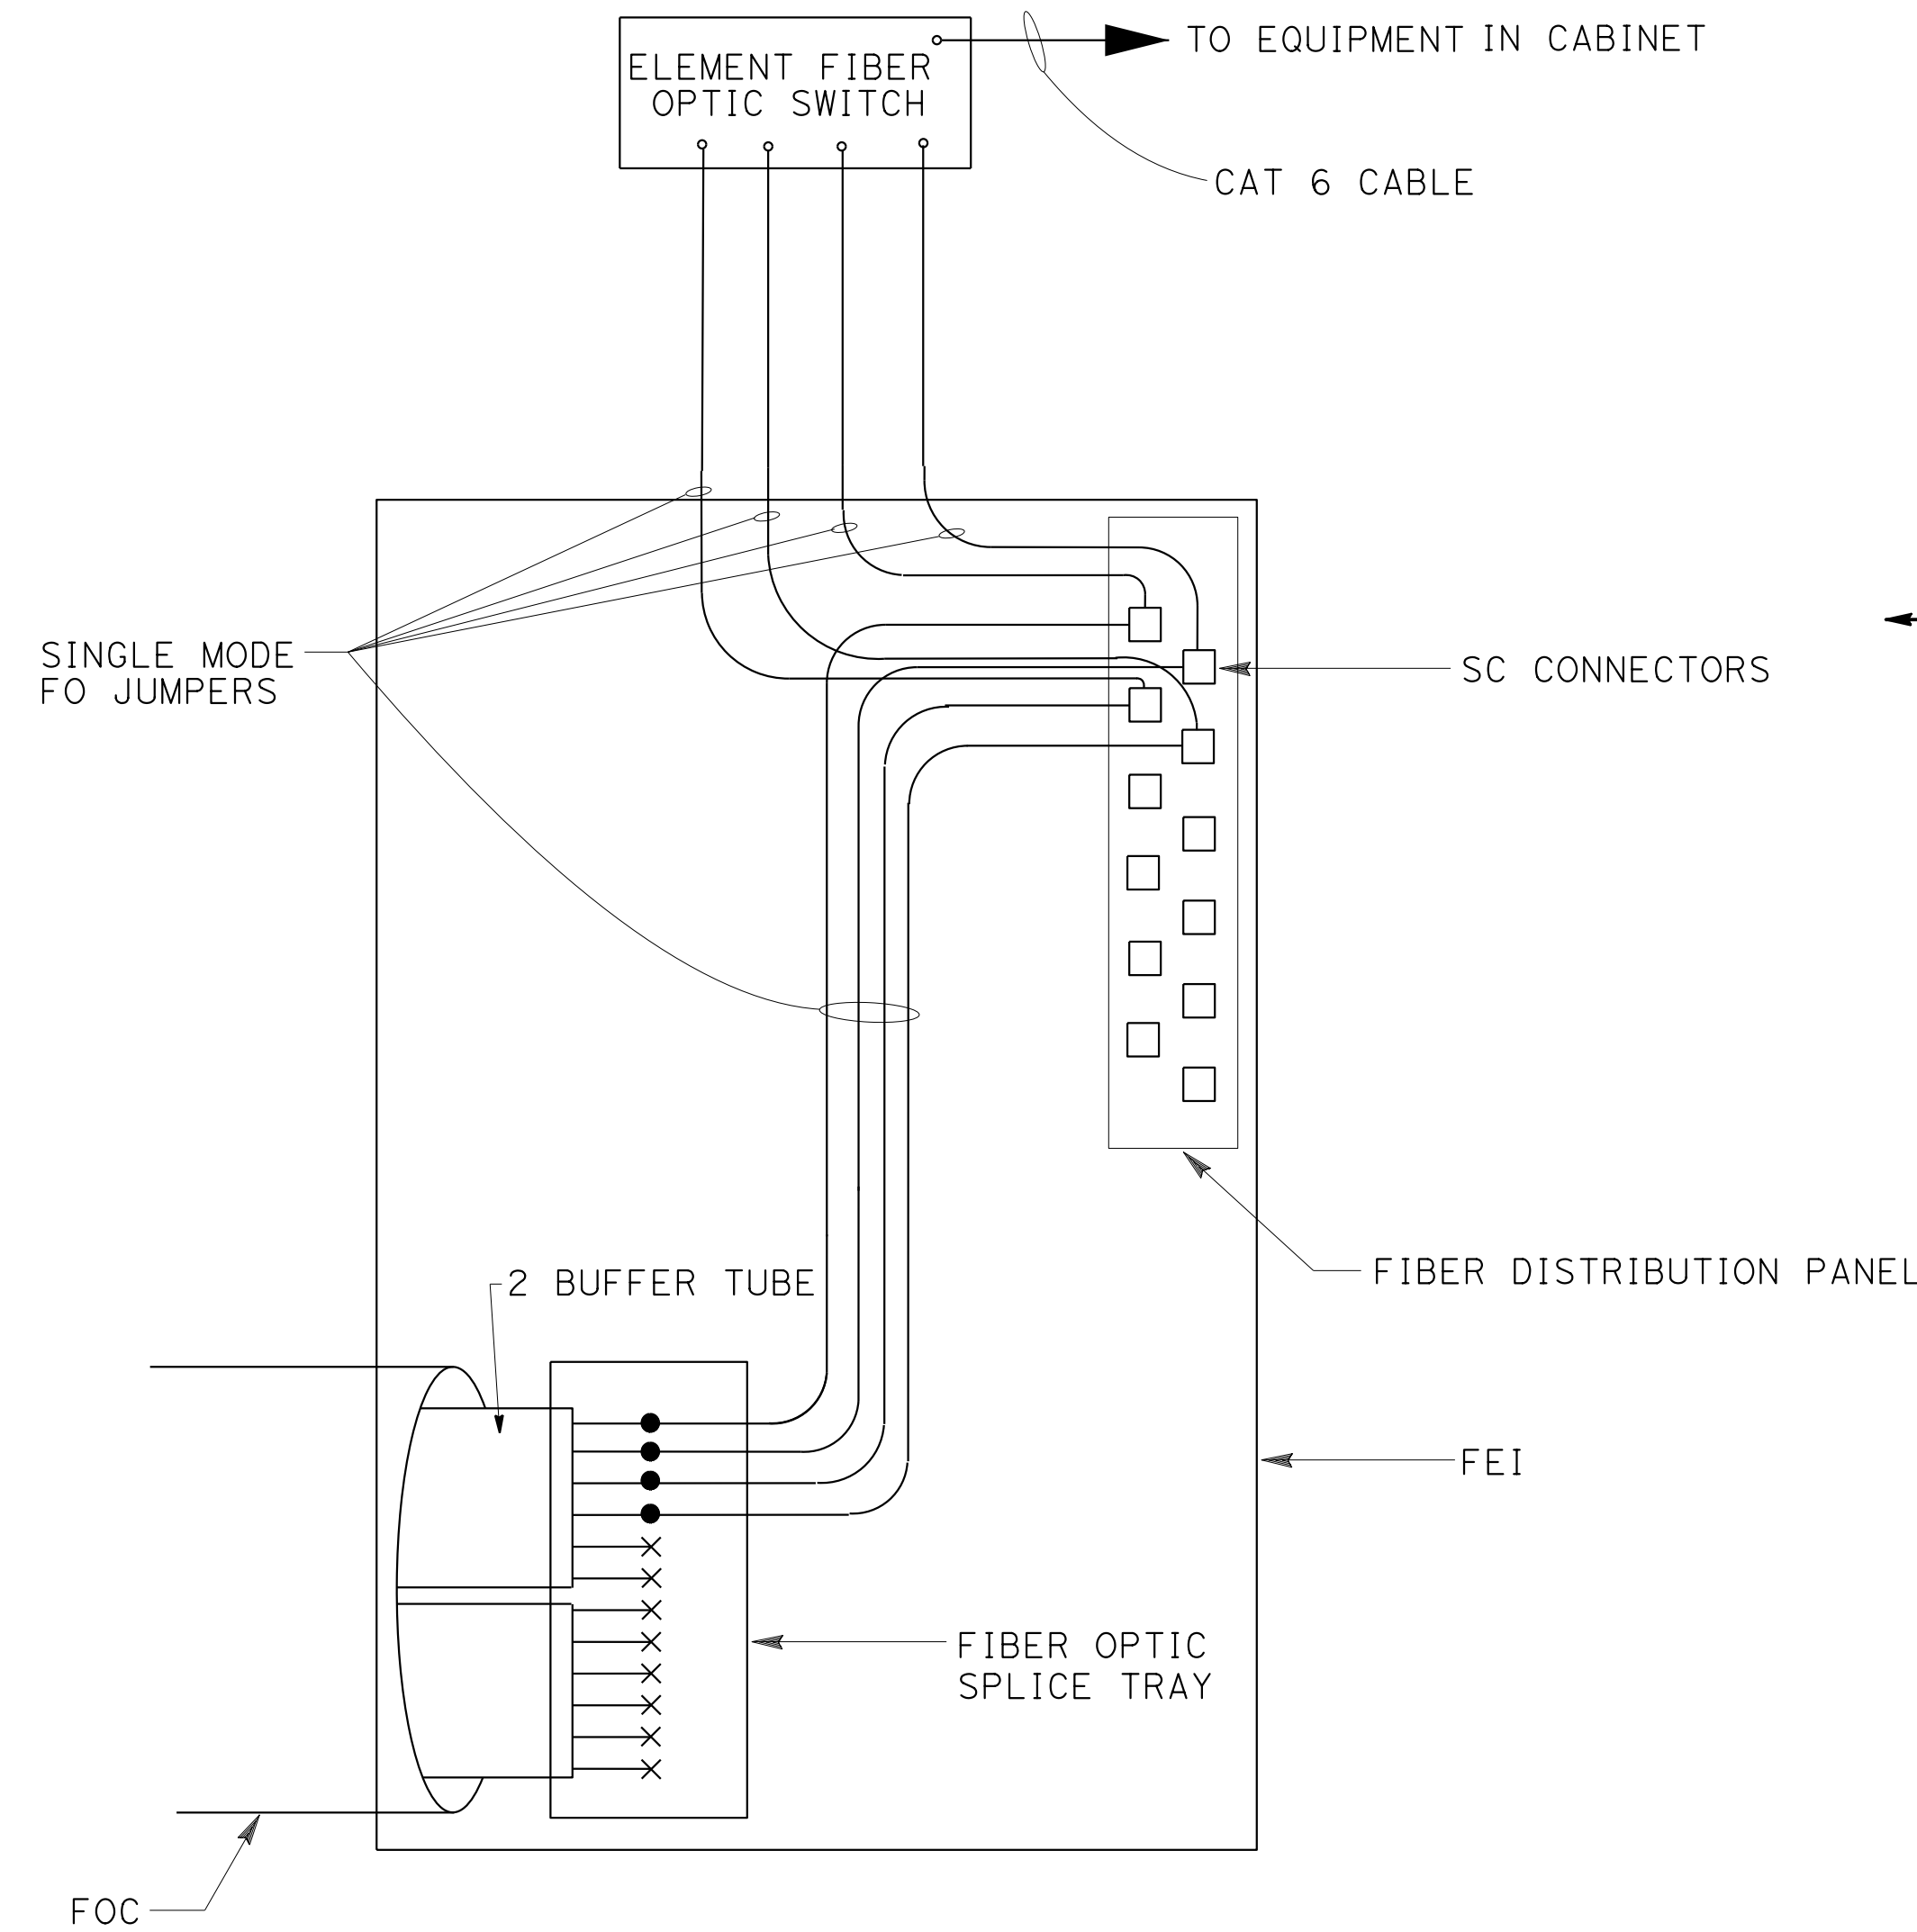 ELEMENT FIBER
OPTIC SWITCH
TO EQUIPMENT IN CABINET
CAT 6 CABLE
SINGLE MODE
FO JUMPERS
SC CONNECTORS
FIBER DISTRIBUTION PANEL
2 BUFFER TUBE
FEI
FIBER OPTIC
SPLICE TRAY
FOC